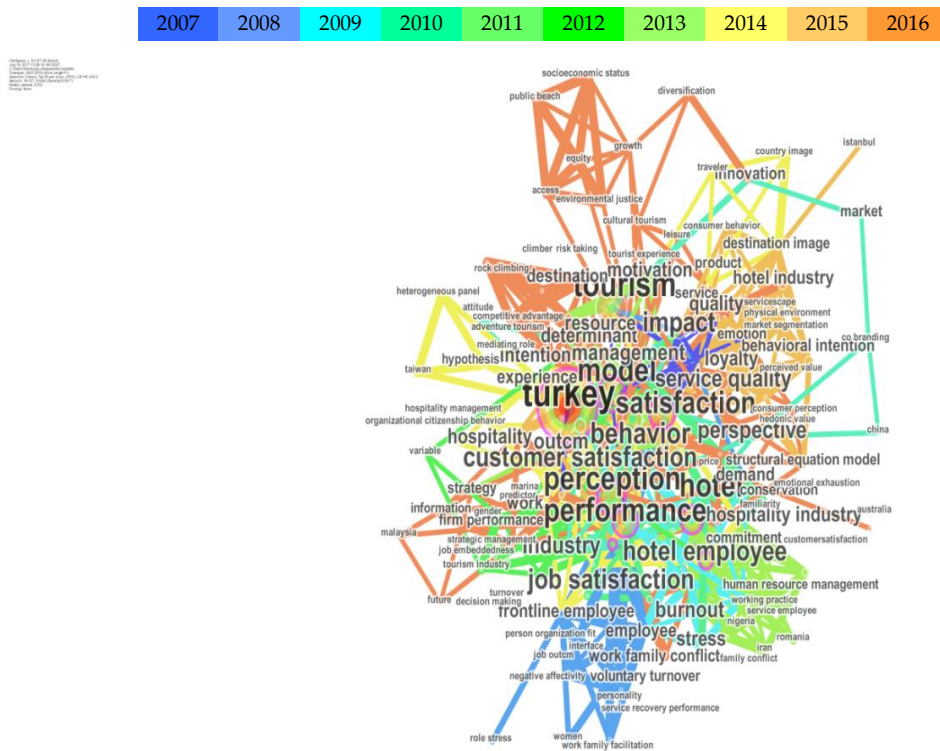 2007 2008 2009 2010 2011 2012 2013 2014 2015 2016
socioeconomic status
public beach
diversification
growth
istanbul
equity
country image
traveler
innovation
access
environmental justice
market
cultural tourism
consumer behavior
leisure
destination image
climber risk taking
tourist experience
product
rock climbing
destination
motivation
hotel industry
tourism
service
heterogeneous panel
quality
servicescape
attitude
physical environment
competitive advantage
resource
impact
market segmentation
adventure tourism
determinant
emotion
co branding
mediating role
behavioral intention
hypothesis
intention
management
loyalty
taiwan
experience
model
service quality
perceived value
turkey
satisfaction
hospitality management
consumer perception
organizational citizenship behavior
hedonic value
china
hospitality
outcm
behavior
perspective
variable
customer satisfaction
price
structural equation model
demand
strategy
marina
perception
hotel
conservation
emotional exhaustion
predictor
work
familiarity
information
gender
performance
hospitality industry
australia
firm performance
malaysia
strategic management
commitment
customersatisfaction
job embeddedness
industry
hotel employee
tourism industry
job satisfaction
human resource management
turnover
future
decision making
working practice
frontline employee
burnout
service employee
nigeria
person organization fit
employee
stress
romania
interface
iran
job outcm
work family conflict
family conflict
negative affectivity
voluntary turnover
personality
service recovery performance
role stress
women
work family facilitation